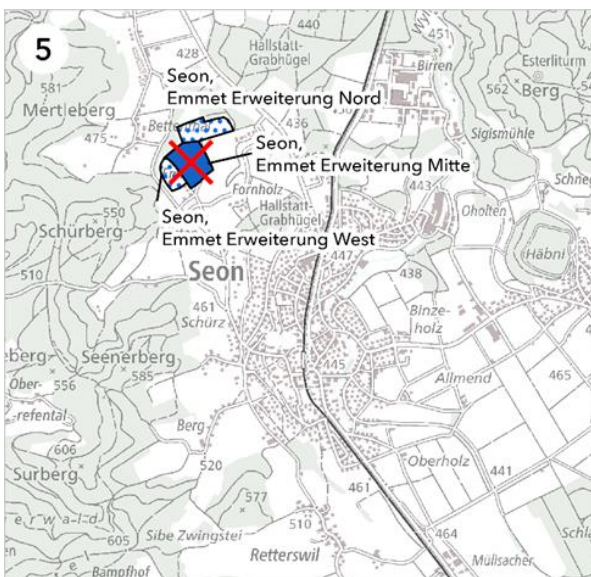 5
440
451
428
Hallstatt-
Grabhügel
Birren
Esterliturm
Seon,
Emmet Erweiterung Nord
581
562
Berg
Mertleberg
436
Sigismühle
475
Seon,
Emmet Erweiterung Mitte
Fornholz
Hallstatt-
Grabhügel
Oholten
550
Schürberg
Seon,
Emmet Erweiterung West
Häbni
510
447
438
Seon
461
Schürz
Binze-
holz
eberg
Seenerberg
445
465
Ober-
556
585
Allmend
refental
Berg
606
520
Oberholz
441
Surberg
577
461
erwald
510
605
Sibe Zwingstei
464
Retterswil
Mülisacher
Bampfhof